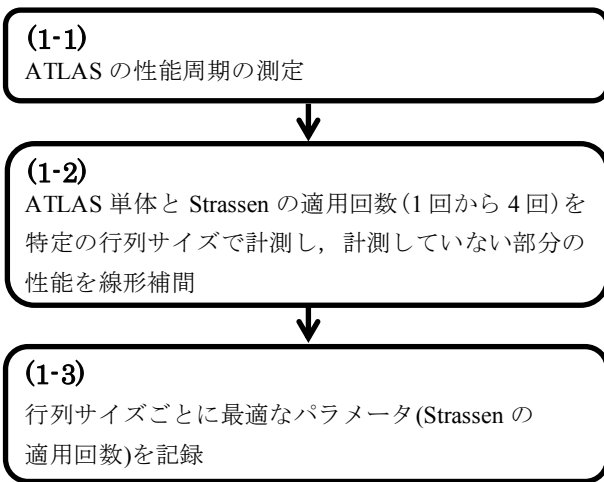 (1-1)
ATLAS の性能周期の測定
(1-2)
ATLAS 単体と Strassen の適用回数(1 回から 4 回)を
特定の行列サイズで計測し，計測していない部分の
性能を線形補間
(1-3)
行列サイズごとに最適なパラメータ(Strassen の
適用回数)を記録